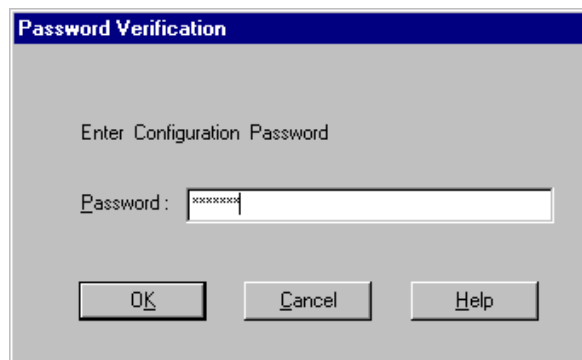 Password Verification
Enter Configuration Password
Password : *******
OK Cancel Help